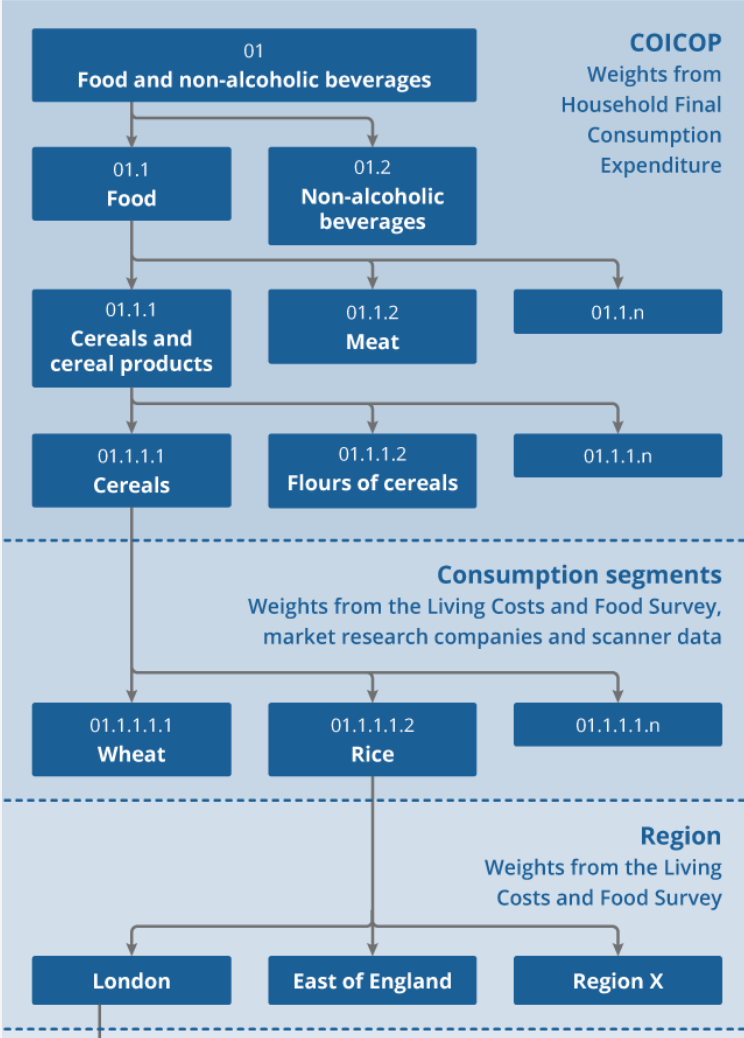 01
Food and non-alcoholic beverages
COICOP
Weights from
Household Final
Consumption
Expenditure
01.1
Food
01.2
Non-alcoholic
beverages
01.1.1
Cereals and
cereal products
01.1.2
Meat
01.1.n
01.1.1.1
Cereals
01.1.1.2
Flours of cereals
01.1.1.n
Consumption segments
Weights from the Living Costs and Food Survey,
market research companies and scanner data
01.1.1.1.1
Wheat
01.1.1.1.2
Rice
01.1.1.1.n
Region
Weights from the Living
Costs and Food Survey
London
East of England
Region X